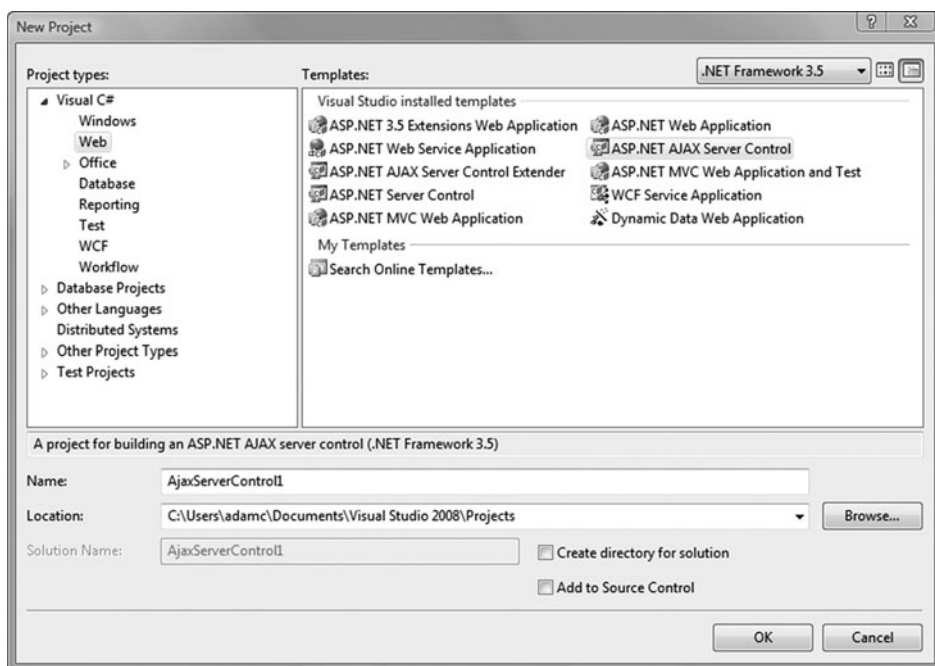 New Project
Project types:
Templates:
.NET Framework 3.5
Visual C#
Windows
Web
Office
Database
Reporting
Test
WCF
Workflow
Database Projects
Other Languages
Distributed Systems
Other Project Types
Test Projects
Visual Studio installed templates
ASP.NET 3.5 Extensions Web Application
ASP.NET Web Application
ASP.NET Web Service Application
ASP.NET AJAX Server Control
ASP.NET AJAX Server Control Extender
ASP.NET MVC Web Application and Test
ASP.NET Server Control
WCF Service Application
ASP.NET MVC Web Application
Dynamic Data Web Application
My Templates
Search Online Templates...
A project for building an ASP.NET AJAX server control (.NET Framework 3.5)
Name:
AjaxServerControl1
Location:
C:\Users\adamc\Documents\Visual Studio 2008\Projects
Browse...
Solution Name:
AjaxServerControl1
Create directory for solution
Add to Source Control
OK
Cancel